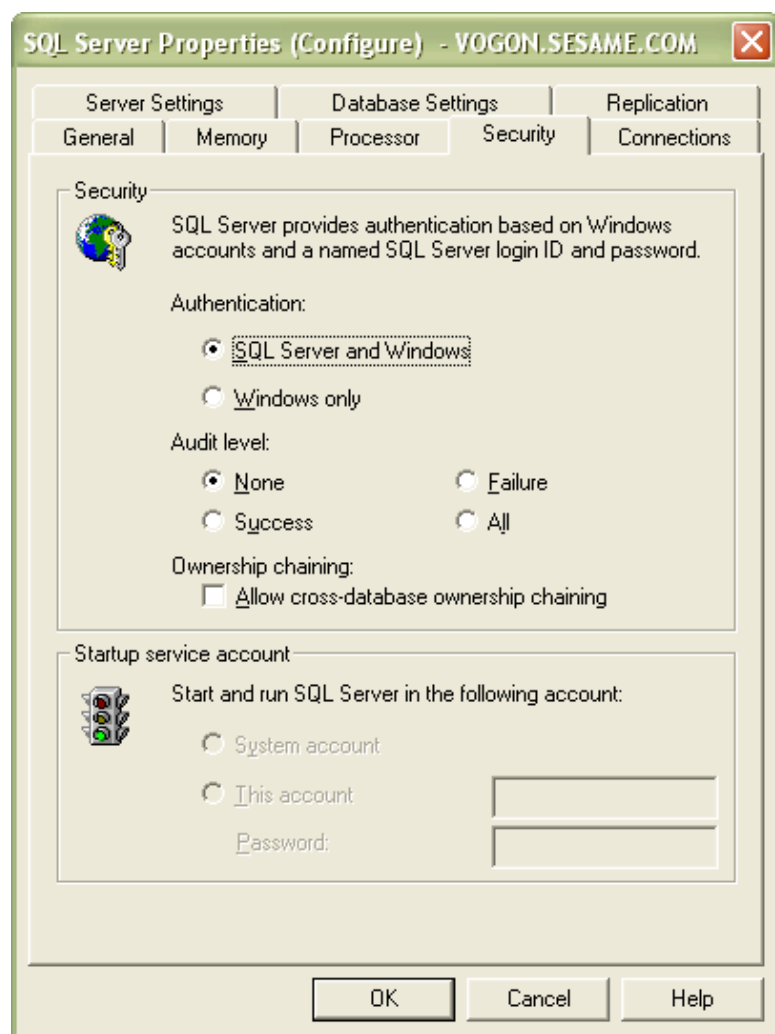 SQL Server Properties (Configure) - VOGON.SESAME.COM
Server Settings Database Settings Replication
General Memory Processor Security Connections
Security
SQL Server provides authentication based on Windows
accounts and a named SQL Server login ID and password.
Authentication:
SQL Server and Windows
Windows only
Audit level:
None Failure
Success All
Ownership chaining:
Allow cross-database ownership chaining
Startup service account
Start and run SQL Server in the following account:
System account
This account
Password:
OK Cancel Help